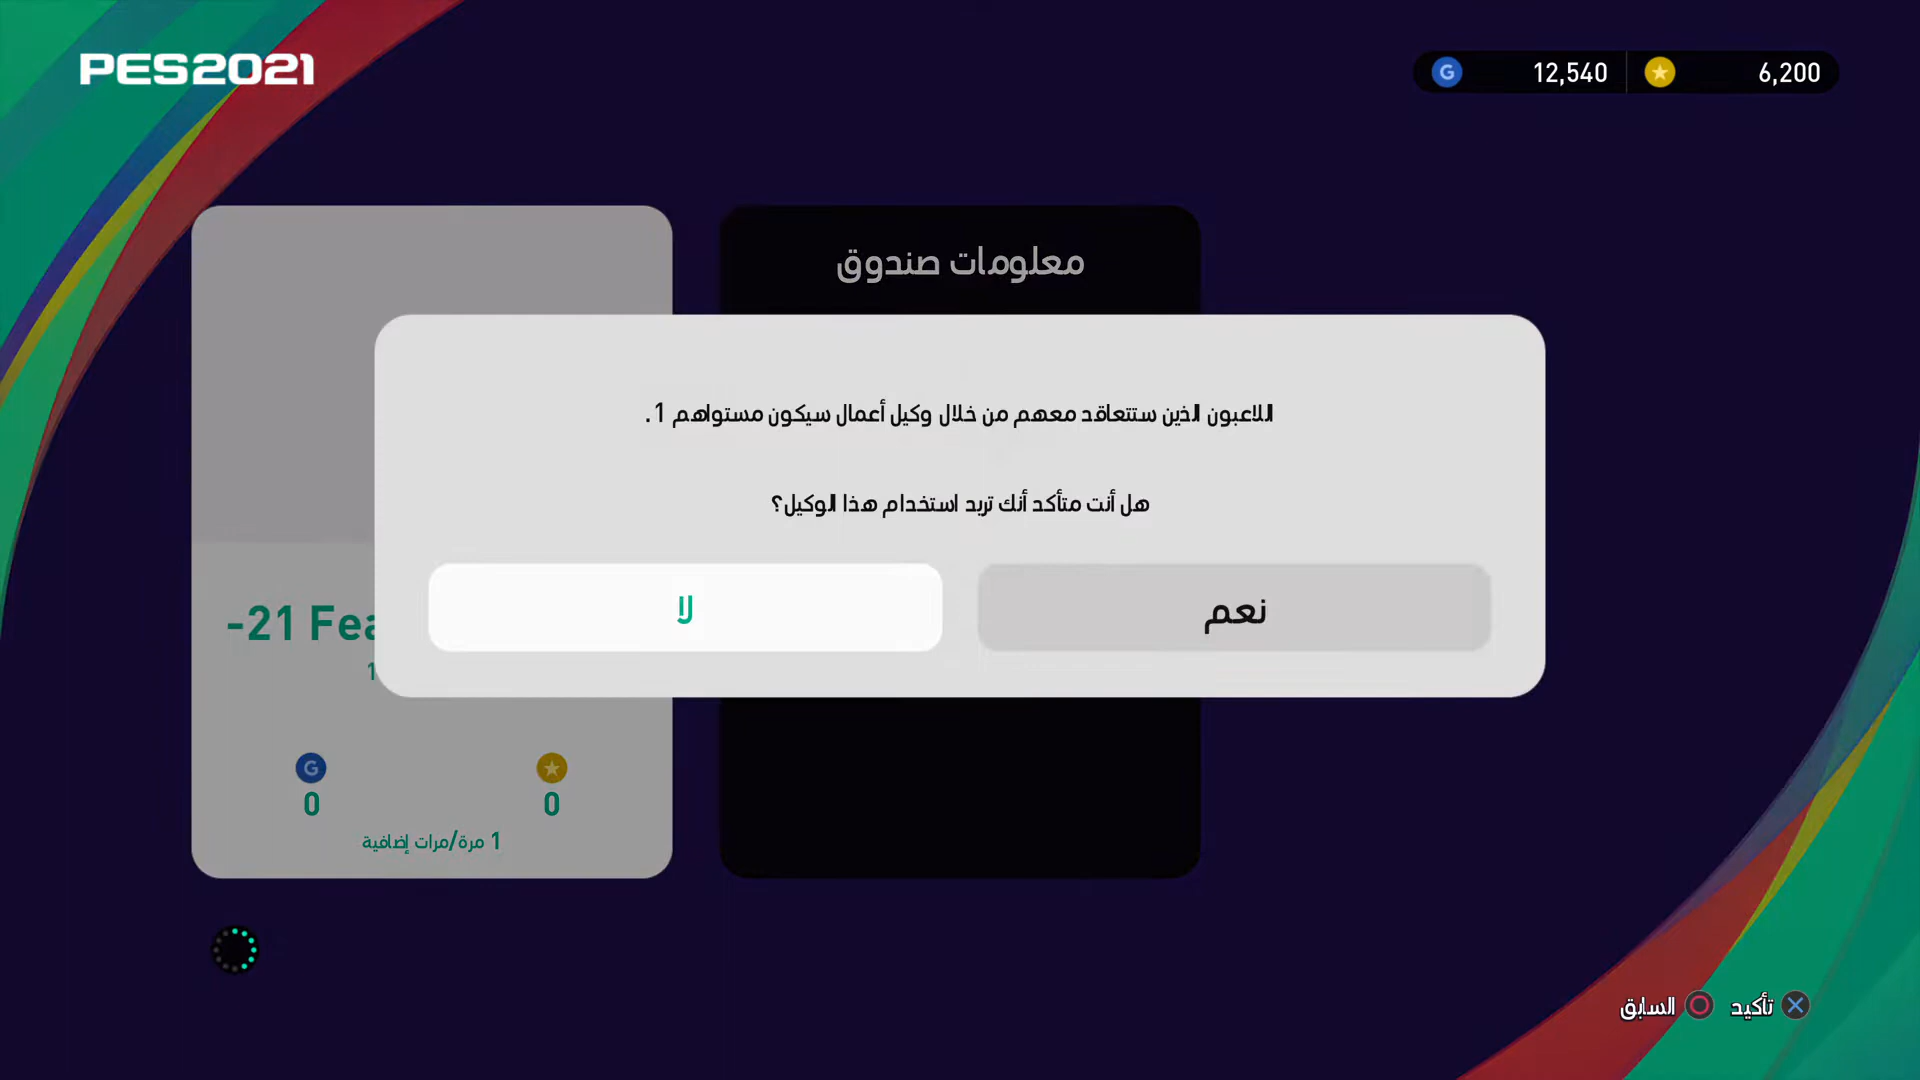 PES2021
G 12,540
6,200
معلومات صندوق
اللاعبون الذين ستتعاقد معهم من خلال وكيل أعمال سيكون مستواهم 1.
هل أنت متأكد أنك تريد استخدام هذا الوكيل؟
نعم
لا
-21
G
0
0
1 مرة/مرات إضافية
تأكيد
السابق